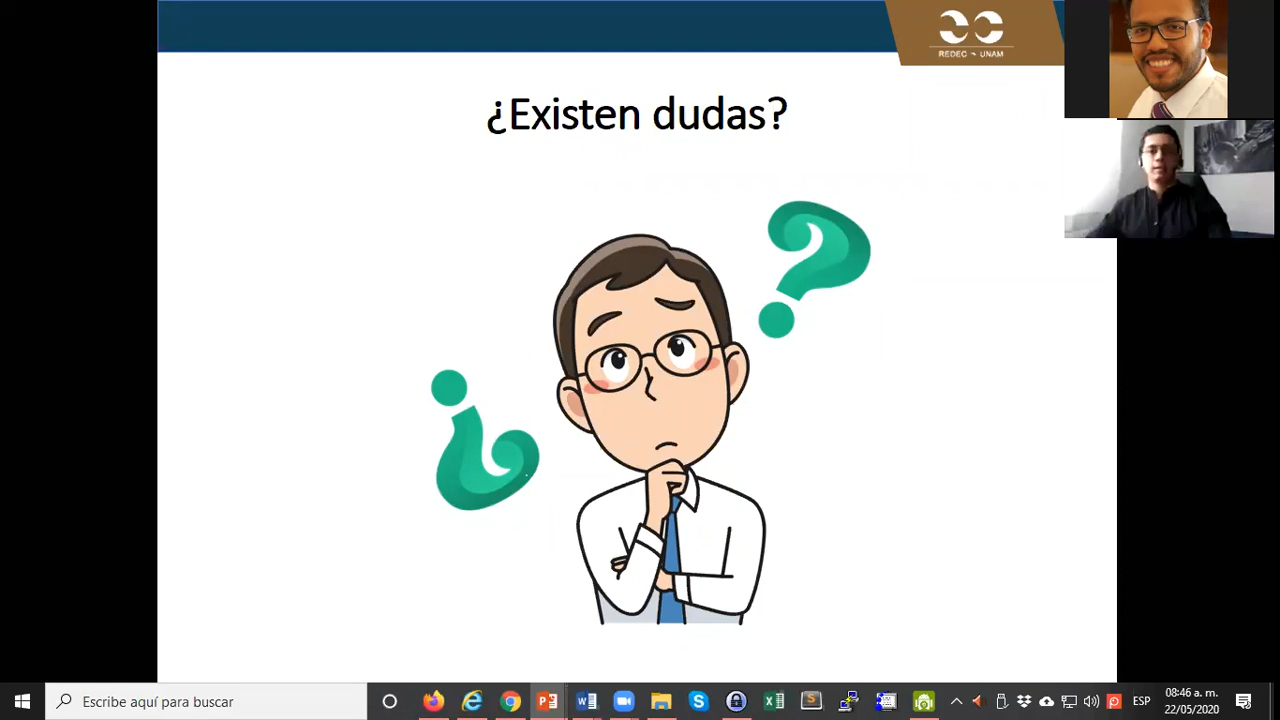 REDEC ~ UNAM
¿Existen dudas?
¿
?
Escribe aquí para buscar
ESP
08:46 a. m.
22/05/2020